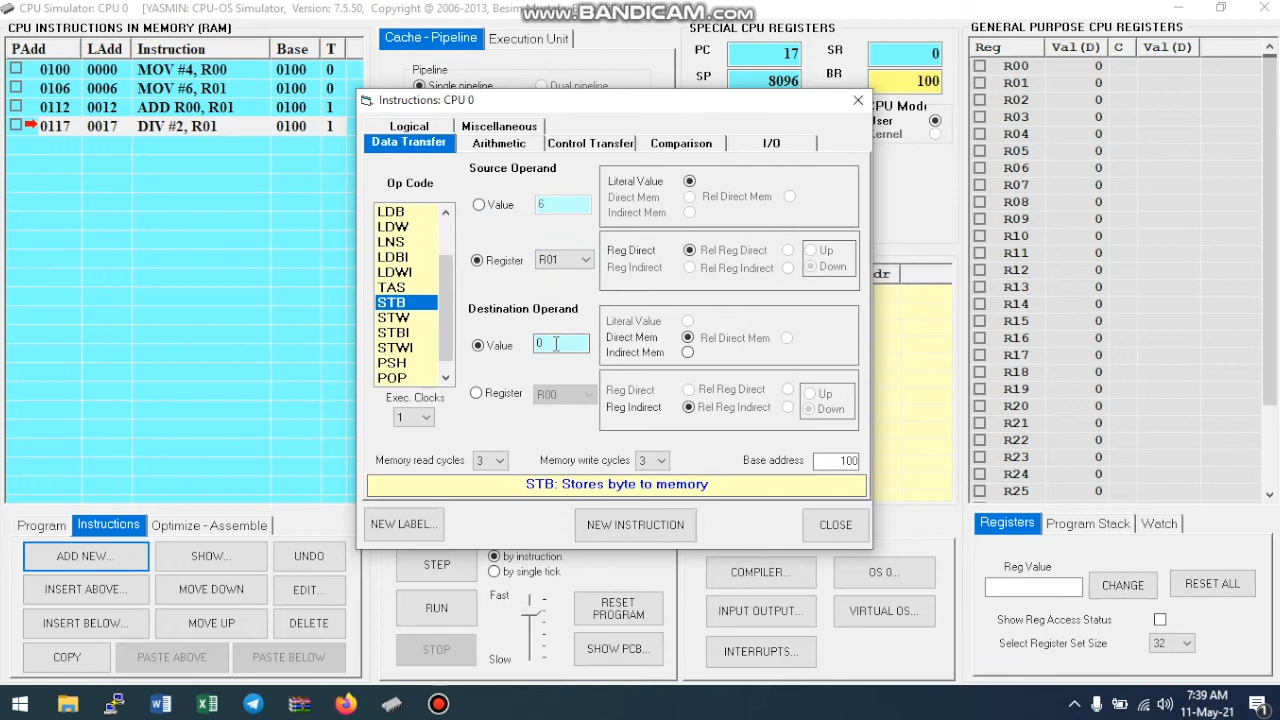 CPU Simulator: CPU 0
[YASMIN: CPU-OS Simulator, Version: 7.5.50, Copyright © 2006-2013, Besim
www.BANDICAM.com
CPU INSTRUCTIONS IN MEMORY (RAM)
PAdd LAdd Instruction Base T
0100 0000 MOV #4, R00 0100 0
0106 0006 MOV #6, R01 0100 0
0112 0012 ADD R00, R01 0100 1
0117 0017 DIV #2, R01 0100 1
Cache - Pipeline Execution Unit
Pipeline
Single pipeline Dual pipeline
SPECIAL CPU REGISTERS
PC 17 SR 0
SP 8096 BR 100
CPU Mode
User
Kernel
GENERAL PURPOSE CPU REGISTERS
Reg Val (D) C Val (D)
R00 0
R01 0
R02 0
R03 0
R04 0
R05 0
R06 0
R07 0
R08 0
R09 0
R10 0
R11 0
R12 0
R13 0
R14 0
R15 0
R16 0
R17 0
R18 0
R19 0
R20 0
R21 0
R22 0
R23 0
R24 0
R25 0
Instructions: CPU 0
Logical Miscellaneous
Data Transfer Arithmetic Control Transfer Comparison I/O
Op Code
LDB
LDW
LNS
LDBI
LDWI
TAS
STB
STW
STBI
STWI
PSH
POP
Exec. Clocks
1
Source Operand
Value 6
Literal Value
Direct Mem Rel Direct Mem
Indirect Mem
Register R01
Reg Direct Rel Reg Direct Up
Reg Indirect Rel Reg Indirect Down
Destination Operand
Value 0
Literal Value
Direct Mem Rel Direct Mem
Indirect Mem
Register R00
Reg Direct Rel Reg Direct Up
Reg Indirect Rel Reg Indirect Down
Memory read cycles 3 Memory write cycles 3 Base address 100
STB: Stores byte to memory
NEW LABEL... NEW INSTRUCTION CLOSE
dr
Program Instructions Optimize - Assemble
ADD NEW... SHOW... UNDO
INSERT ABOVE... MOVE DOWN EDIT...
INSERT BELOW... MOVE UP DELETE
COPY PASTE ABOVE PASTE BELOW
STEP
RUN
STOP
by instruction
by single tick
Fast
Slow
RESET
PROGRAM
SHOW PCB...
COMPILER... OS 0...
INPUT OUTPUT... VIRTUAL OS...
INTERRUPTS...
Registers Program Stack Watch
Reg Value
CHANGE RESET ALL
Show Reg Access Status
Select Register Set Size 32
7:39 AM
11-May-21
1